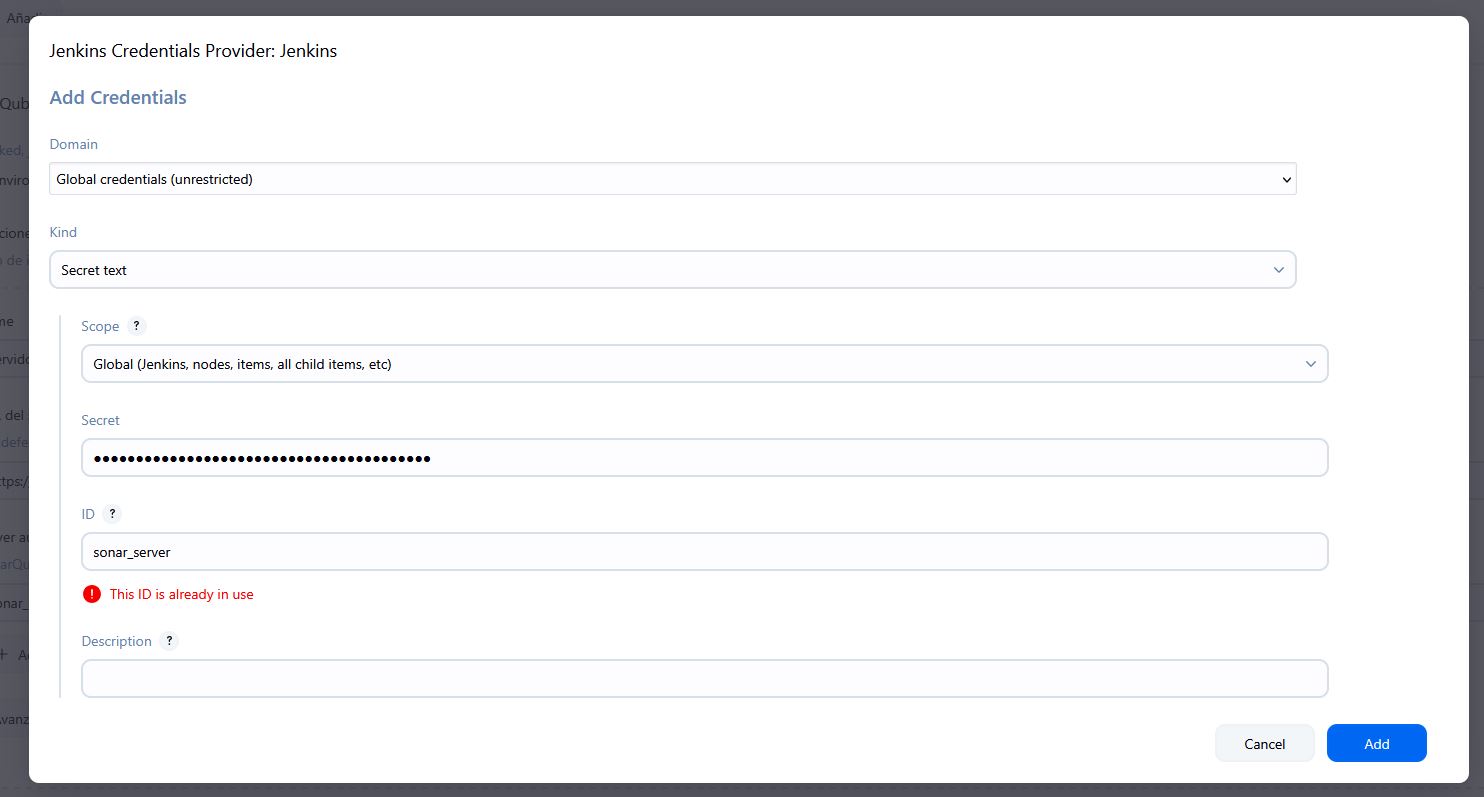 Jenkins Credentials Provider: Jenkins
Add Credentials
Domain
Global credentials (unrestricted)
Kind
Secret text
Scope ?
Global (Jenkins, nodes, items, all child items, etc)
Secret
ID ?
sonar_server
This ID is already in use
Description ?
Cancel
Add